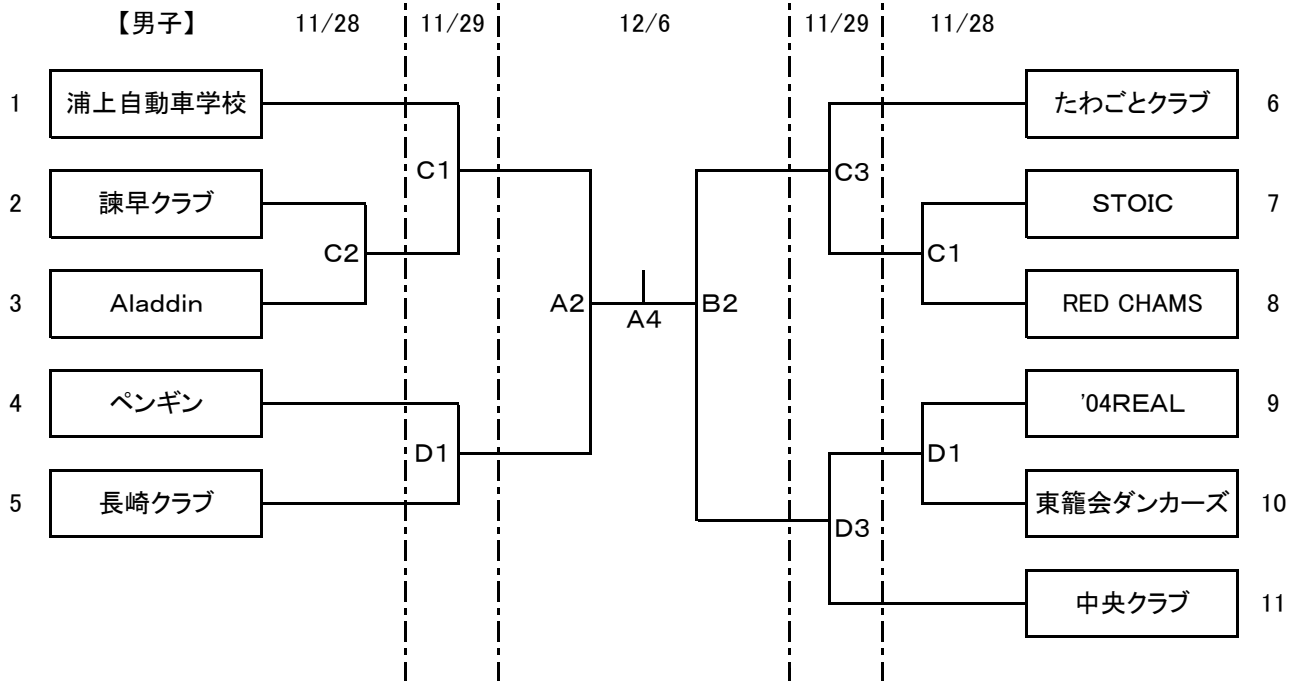 【男子】 11/28 11/29 12/6 11/29 11/28
1 浦上自動車学校 たわごとクラブ 6
C1 C3
2 諫早クラブ STOIC 7
C2 C1
3 Aladdin A2 A4 B2 RED CHAMS 8
4 ペンギン '04REAL 9
D1 D1
5 長崎クラブ 東籠会ダンカーズ 10
D3
中央クラブ 11